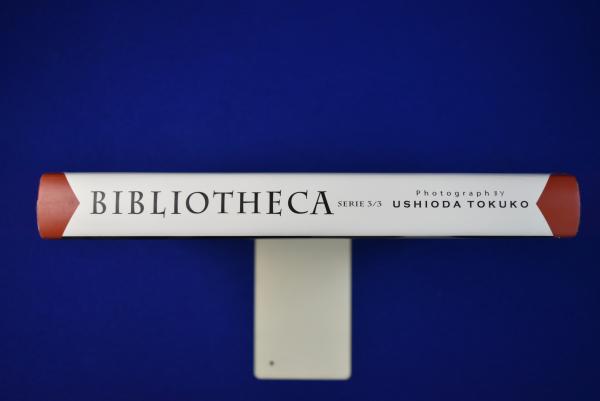 BIBLIOTHECA SERIE 3/3
Photograph BY
USHIODA TOKUKO